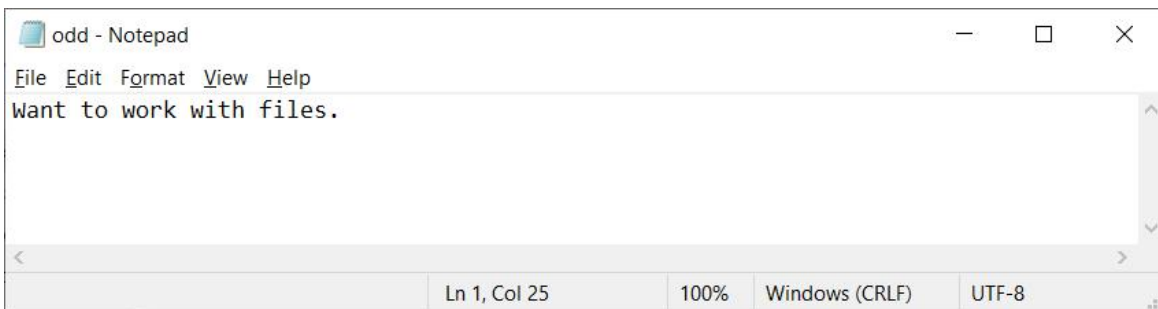 odd - Notepad
File Edit Format View Help
Want to work with files.
Ln 1, Col 25 100% Windows (CRLF) UTF-8